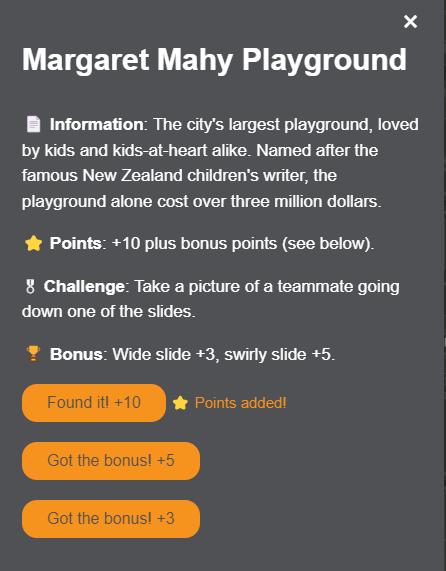 ×
Margaret Mahy Playground
📄 Information: The city's largest playground, loved
by kids and kids-at-heart alike. Named after the
famous New Zealand children's writer, the
playground alone cost over three million dollars.
⭐ Points: +10 plus bonus points (see below).
🎖 Challenge: Take a picture of a teammate going
down one of the slides.
🏆 Bonus: Wide slide +3, swirly slide +5.
Found it! +10 ⭐ Points added!
Got the bonus! +5
Got the bonus! +3